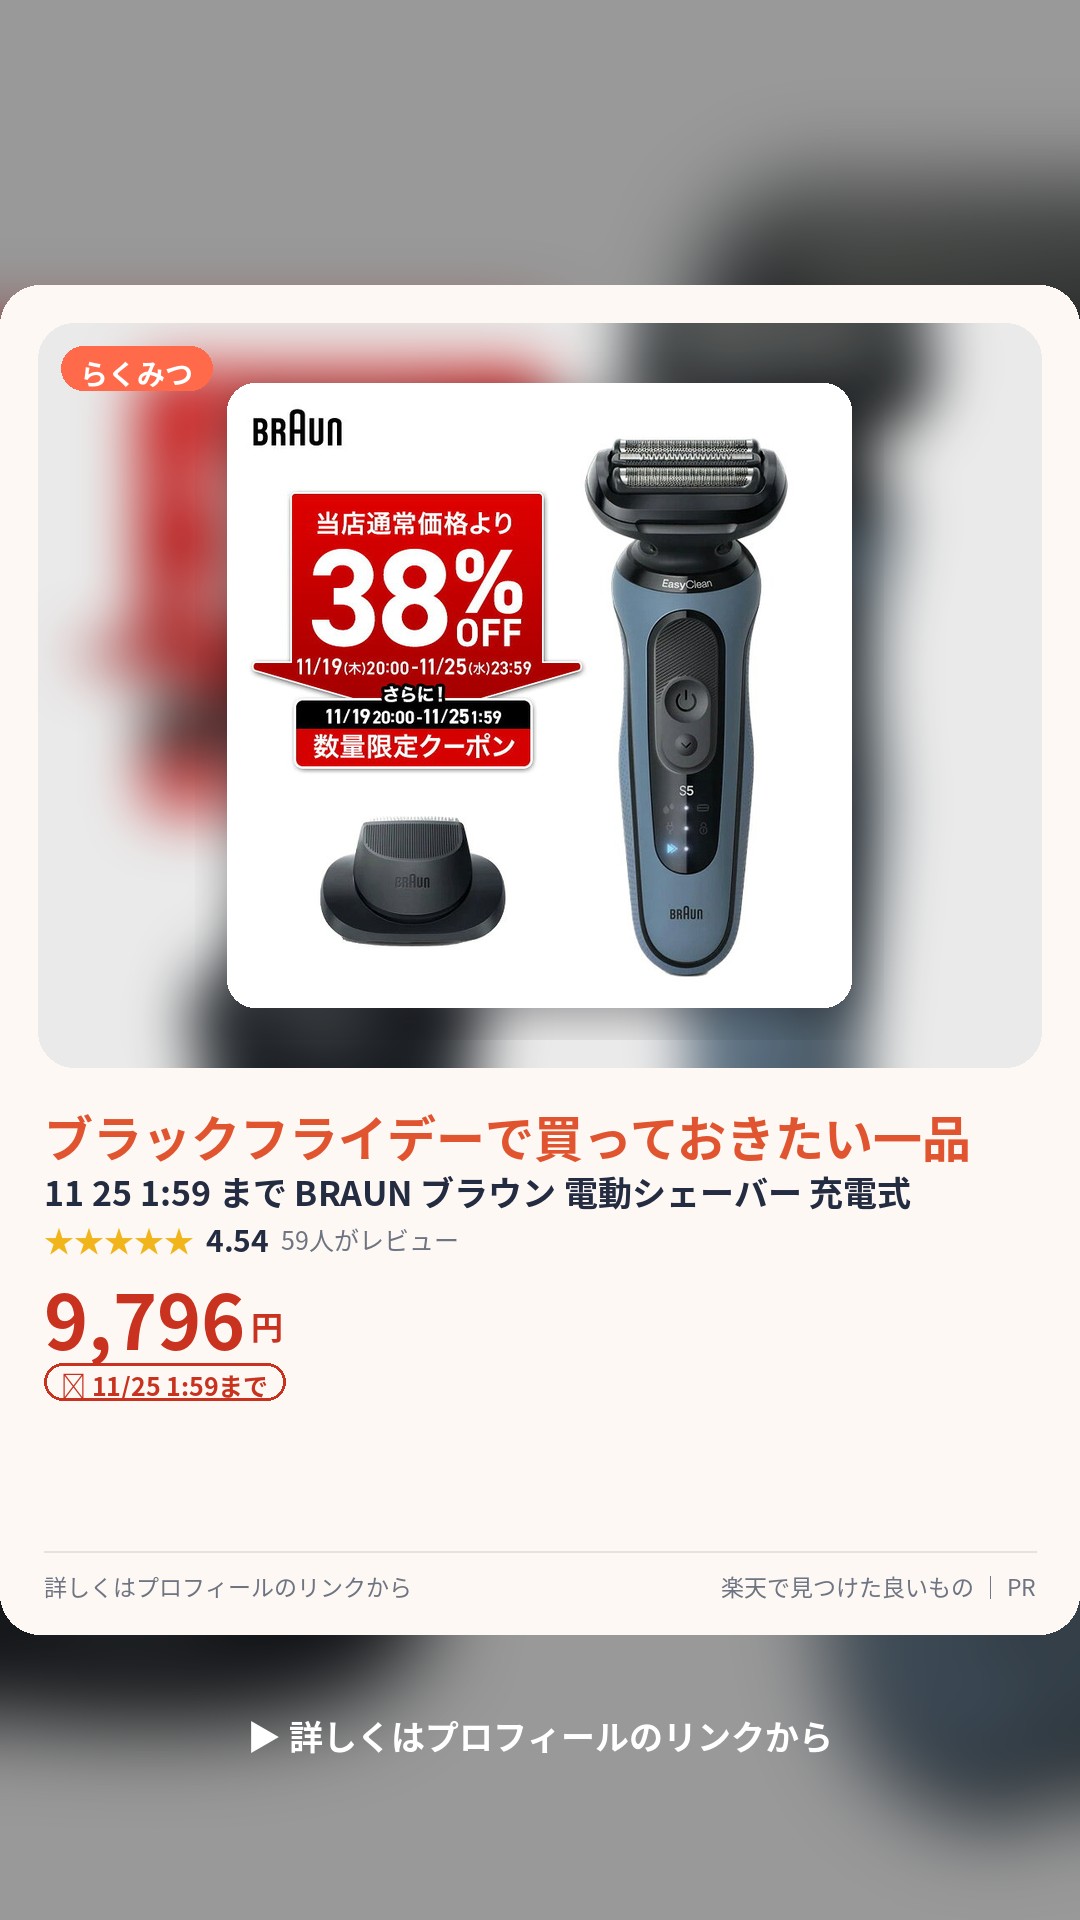 らくみつ
BRAUN
当店通常価格より
38%
OFF
11/19(木)20:00-11/25(水)23:59
さらに!
11/19 20:00-11/25 1:59
数量限定クーポン
EasyClean
S5
BRAUN
BRAUN
ブラックフライデーで買っておきたい一品
11 25 1:59 まで BRAUN ブラウン 電動シェーバー 充電式
★★★★★ 4.54 59人がレビュー
9,796円
11/25 1:59まで
詳しくはプロフィールのリンクから
楽天で見つけた良いもの｜PR
▶ 詳しくはプロフィールのリンクから